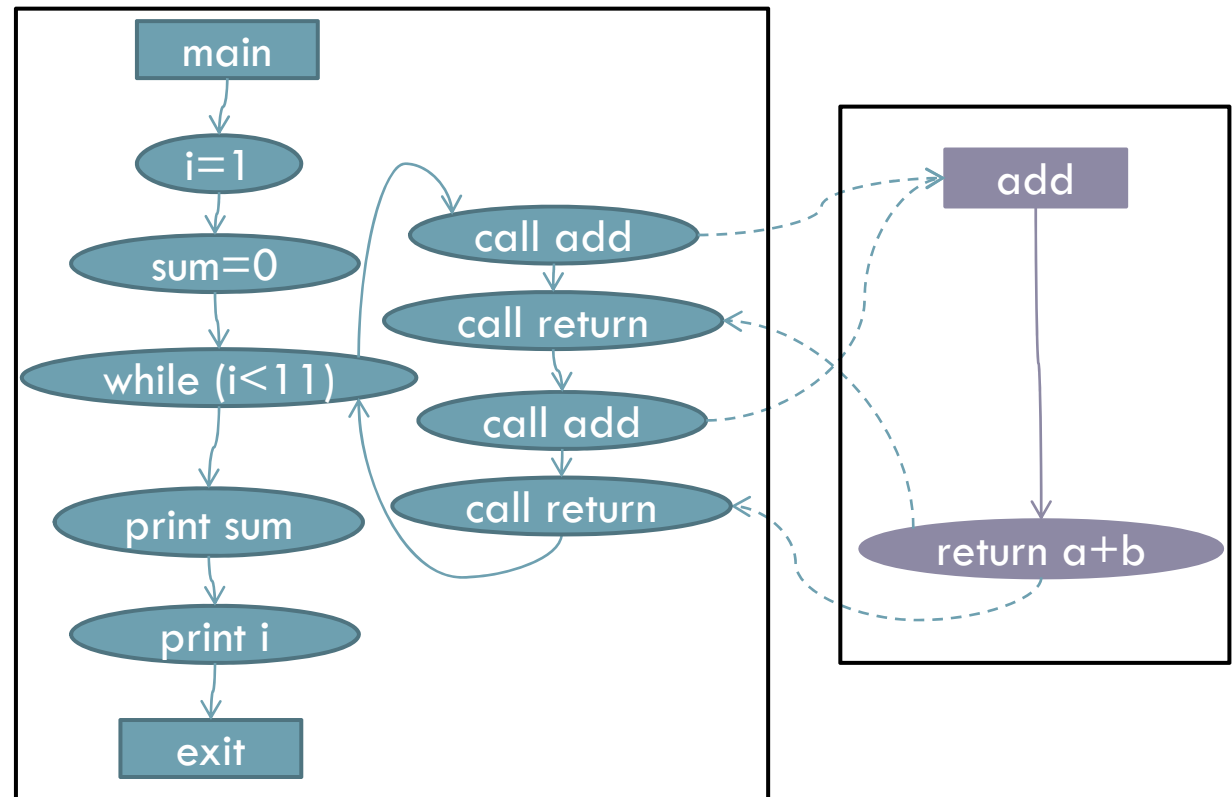 main
i=1
sum=0
while (i<11)
print sum
print i
exit
call add
call return
call add
call return
add
return a+b